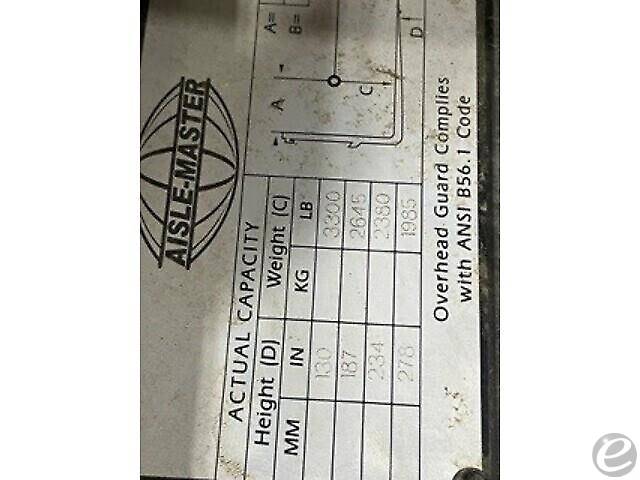 AISLE-MASTER
A=
B=
A
C
D
ACTUAL CAPACITY
Height (D) Weight (C)
MM IN KG LB
130 3300
187 2645
234 2380
278 1985
Overhead Guard Complies
with ANSI B56.1 Code
e